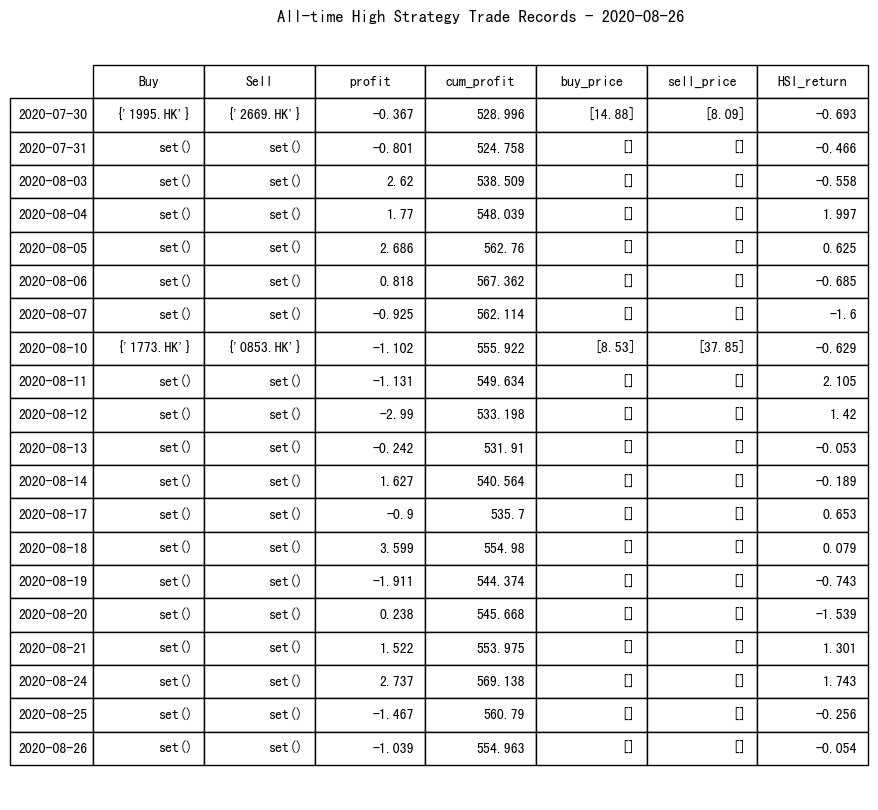 All-time High Strategy Trade Records - 2020-08-26
Buy Sell profit cum_profit buy_price sell_price HSI_return
2020-07-30 {'1995.HK'} {'2669.HK'} -0.367 528.996 [14.88] [8.09] -0.693
2020-07-31 set() set() -0.801 524.758 [] [] -0.466
2020-08-03 set() set() 2.62 538.509 [] [] -0.558
2020-08-04 set() set() 1.77 548.039 [] [] 1.997
2020-08-05 set() set() 2.686 562.76 [] [] 0.625
2020-08-06 set() set() 0.818 567.362 [] [] -0.685
2020-08-07 set() set() -0.925 562.114 [] [] -1.6
2020-08-10 {'1773.HK'} {'0853.HK'} -1.102 555.922 [8.53] [37.85] -0.629
2020-08-11 set() set() -1.131 549.634 [] [] 2.105
2020-08-12 set() set() -2.99 533.198 [] [] 1.42
2020-08-13 set() set() -0.242 531.91 [] [] -0.053
2020-08-14 set() set() 1.627 540.564 [] [] -0.189
2020-08-17 set() set() -0.9 535.7 [] [] 0.653
2020-08-18 set() set() 3.599 554.98 [] [] 0.079
2020-08-19 set() set() -1.911 544.374 [] [] -0.743
2020-08-20 set() set() 0.238 545.668 [] [] -1.539
2020-08-21 set() set() 1.522 553.975 [] [] 1.301
2020-08-24 set() set() 2.737 569.138 [] [] 1.743
2020-08-25 set() set() -1.467 560.79 [] [] -0.256
2020-08-26 set() set() -1.039 554.963 [] [] -0.054